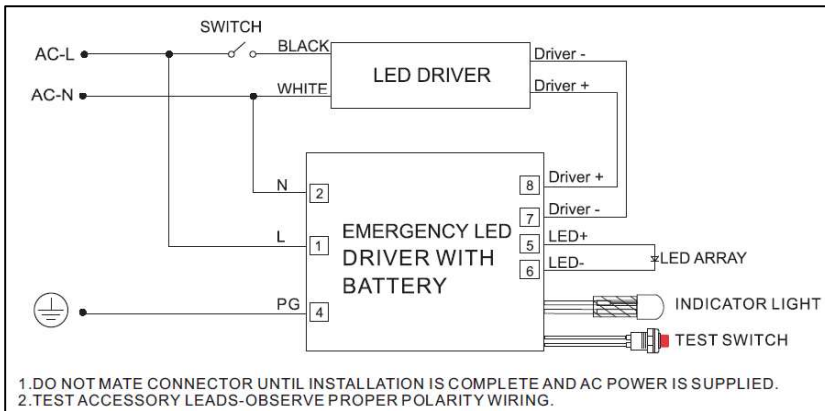 SWITCH
AC-L
BLACK
LED DRIVER
Driver -
AC-N
WHITE
Driver +
N
2
8
Driver +
7
Driver -
L
1
EMERGENCY LED
DRIVER WITH
BATTERY
5
LED+
6
LED-
LED ARRAY
PG
4
INDICATOR LIGHT
TEST SWITCH
1.DO NOT MATE CONNECTOR UNTIL INSTALLATION IS COMPLETE AND AC POWER IS SUPPLIED.
2.TEST ACCESSORY LEADS-OBSERVE PROPER POLARITY WIRING.